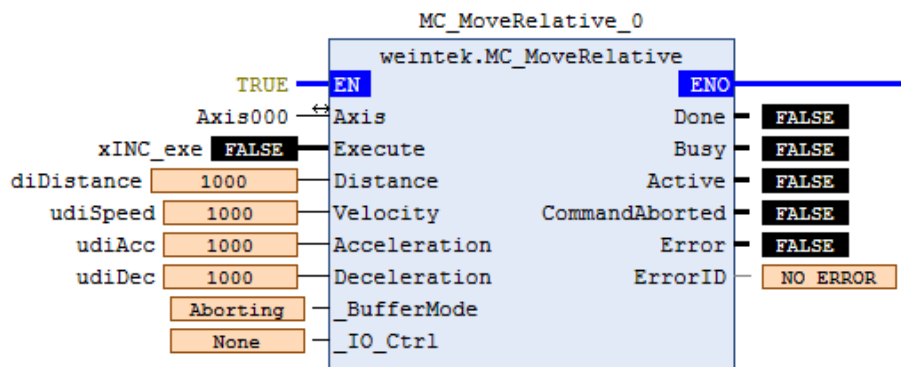 MC_MoveRelative_0
weintek.MC_MoveRelative
TRUE EN ENO
Axis000 Axis Done FALSE
xINC_exe FALSE Execute Busy FALSE
diDistance 1000 Distance Active FALSE
udiSpeed 1000 Velocity CommandAborted FALSE
udiAcc 1000 Acceleration Error FALSE
udiDec 1000 Deceleration ErrorID NO ERROR
Aborting _BufferMode
None _IO_Ctrl